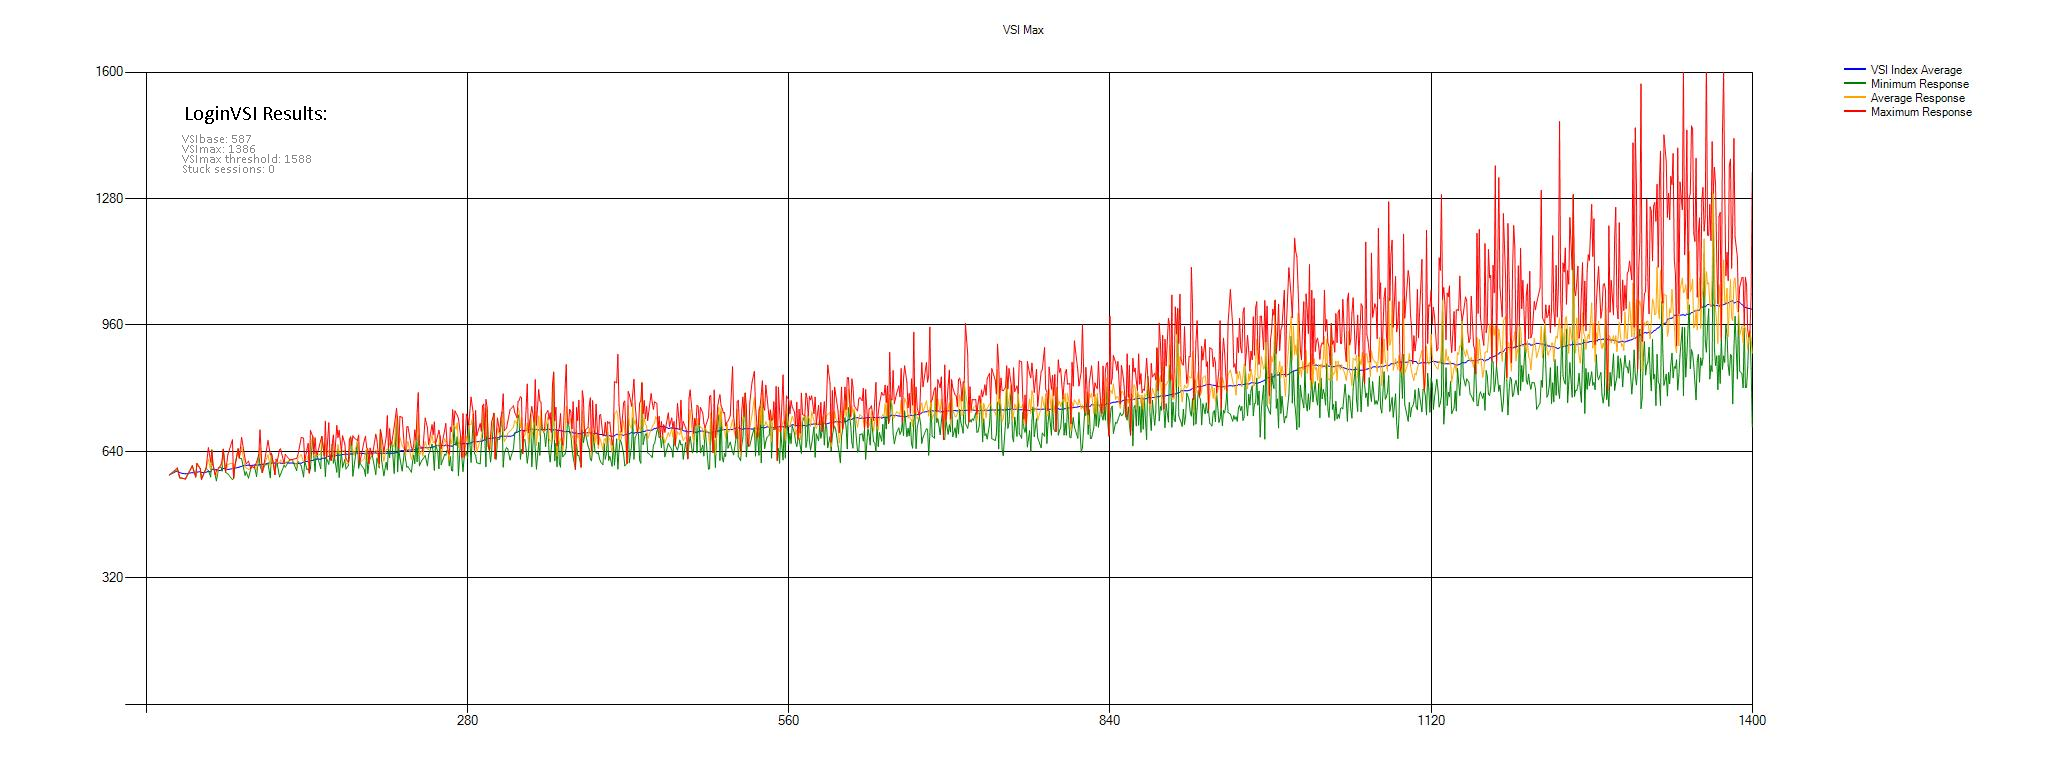 VSI Max
1600
1280
960
640
320
LoginVSI Results:
VSIbase: 587
VSImax: 1386
VSImax threshold: 1588
Stuck sessions: 0
280
560
840
1120
1400
VSI Index Average
Minimum Response
Average Response
Maximum Response